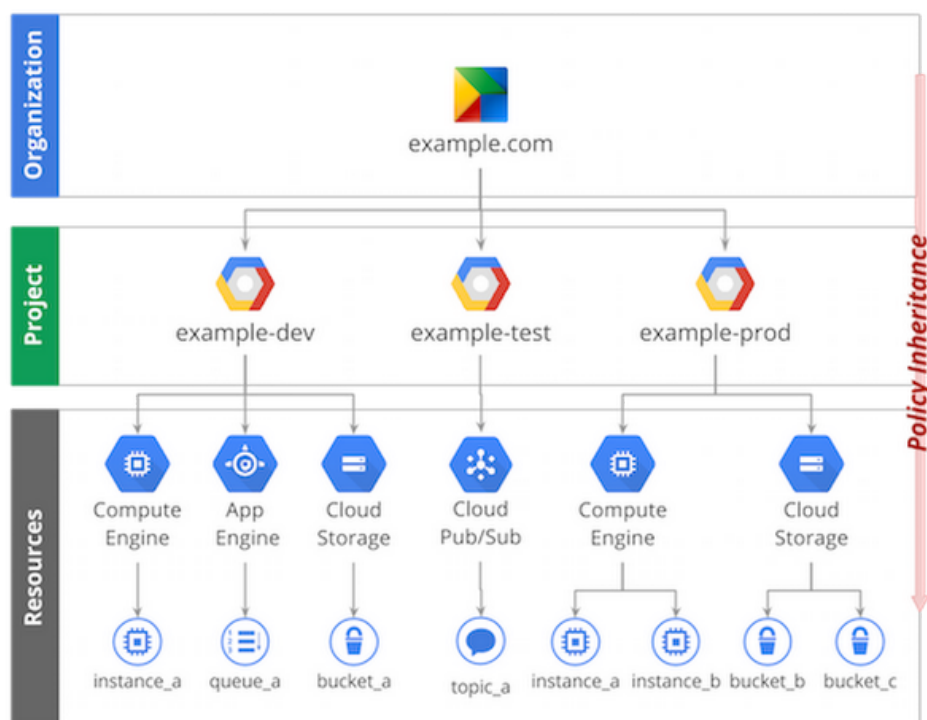 Organization
example.com
Project
example-dev
example-test
example-prod
Policy Inheritance
Resources
Compute
Engine
App
Engine
Cloud
Storage
Cloud
Pub/Sub
Compute
Engine
Cloud
Storage
instance_a
queue_a
bucket_a
topic_a
instance_a
instance_b
bucket_b
bucket_c